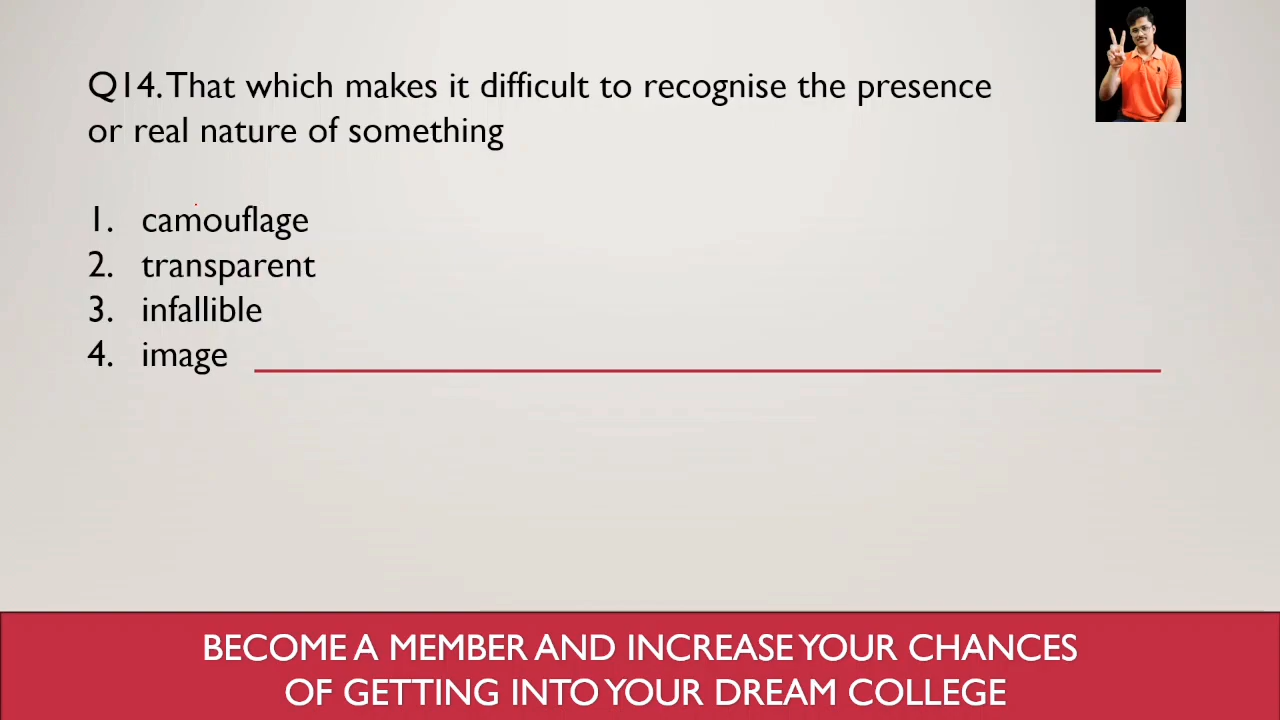 Q14. That which makes it difficult to recognise the presence
or real nature of something
1. camouflage
2. transparent
3. infallible
4. image
BECOME A MEMBER AND INCREASE YOUR CHANCES
OF GETTING INTO YOUR DREAM COLLEGE